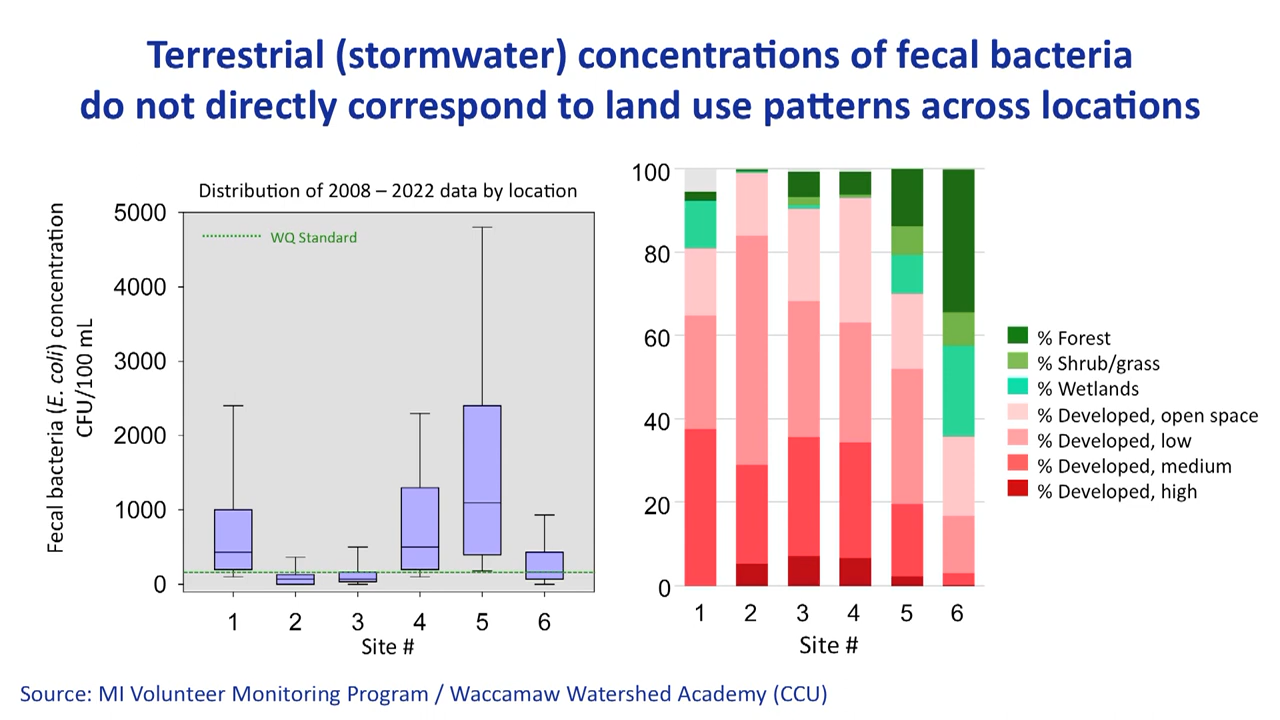 Terrestrial (stormwater) concentrations of fecal bacteria
do not directly correspond to land use patterns across locations
Distribution of 2008 – 2022 data by location
Fecal bacteria (E. coli) concentration
CFU/100 mL
5000
4000
3000
2000
1000
0
WQ Standard
1 2 3 4 5 6
Site #
100
80
60
40
20
0
1 2 3 4 5 6
Site #
% Forest
% Shrub/grass
% Wetlands
% Developed, open space
% Developed, low
% Developed, medium
% Developed, high
Source: MI Volunteer Monitoring Program / Waccamaw Watershed Academy (CCU)